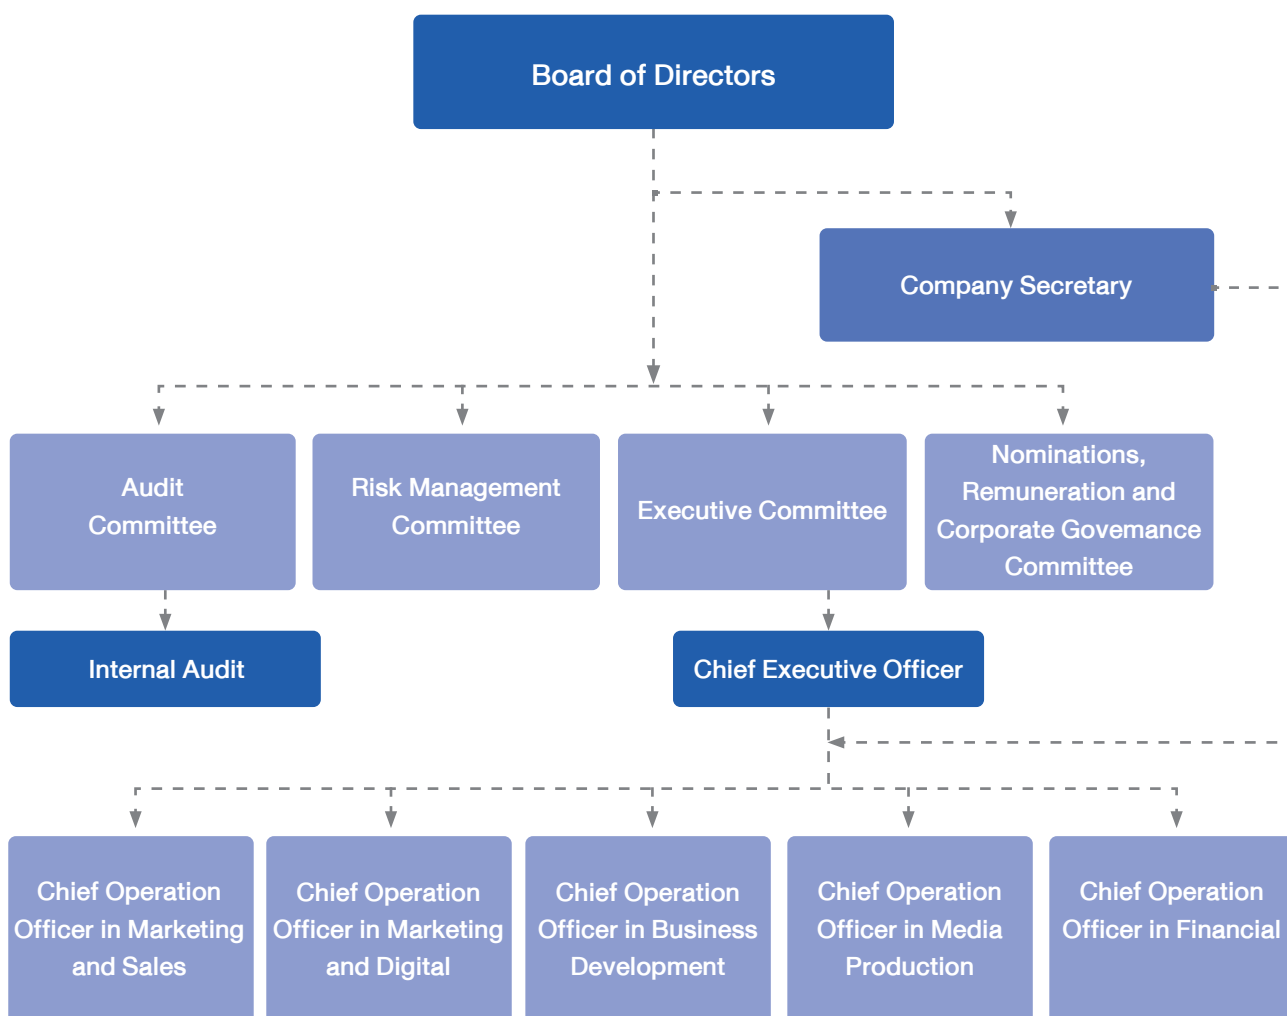 Board of Directors
Company Secretary
Audit
Committee
Risk Management
Committee
Executive Committee
Nominations,
Remuneration and
Corporate Governance
Committee
Internal Audit
Chief Executive Officer
Chief Operation
Officer in Marketing
and Sales
Chief Operation
Officer in Marketing
and Digital
Chief Operation
Officer in Business
Development
Chief Operation
Officer in Media
Production
Chief Operation
Officer in Financial